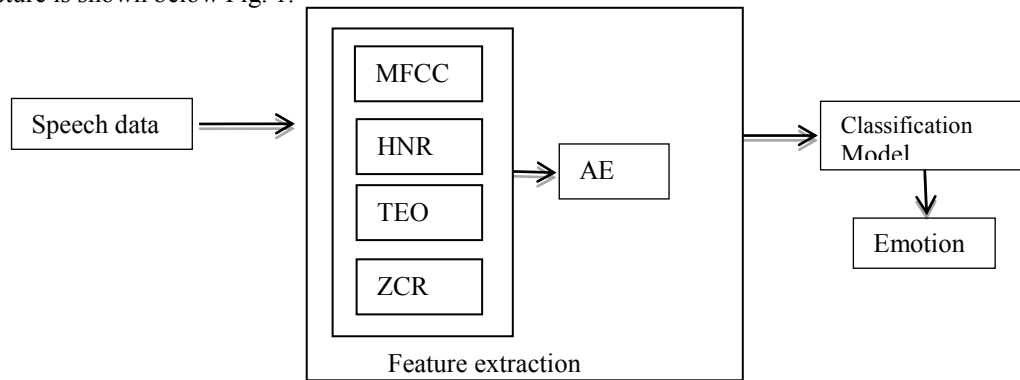 ture is shown below Fig. 1.
MFCC
Speech data
HNR
TEO
ZCR
AE
Feature extraction
Classification
Model
Emotion